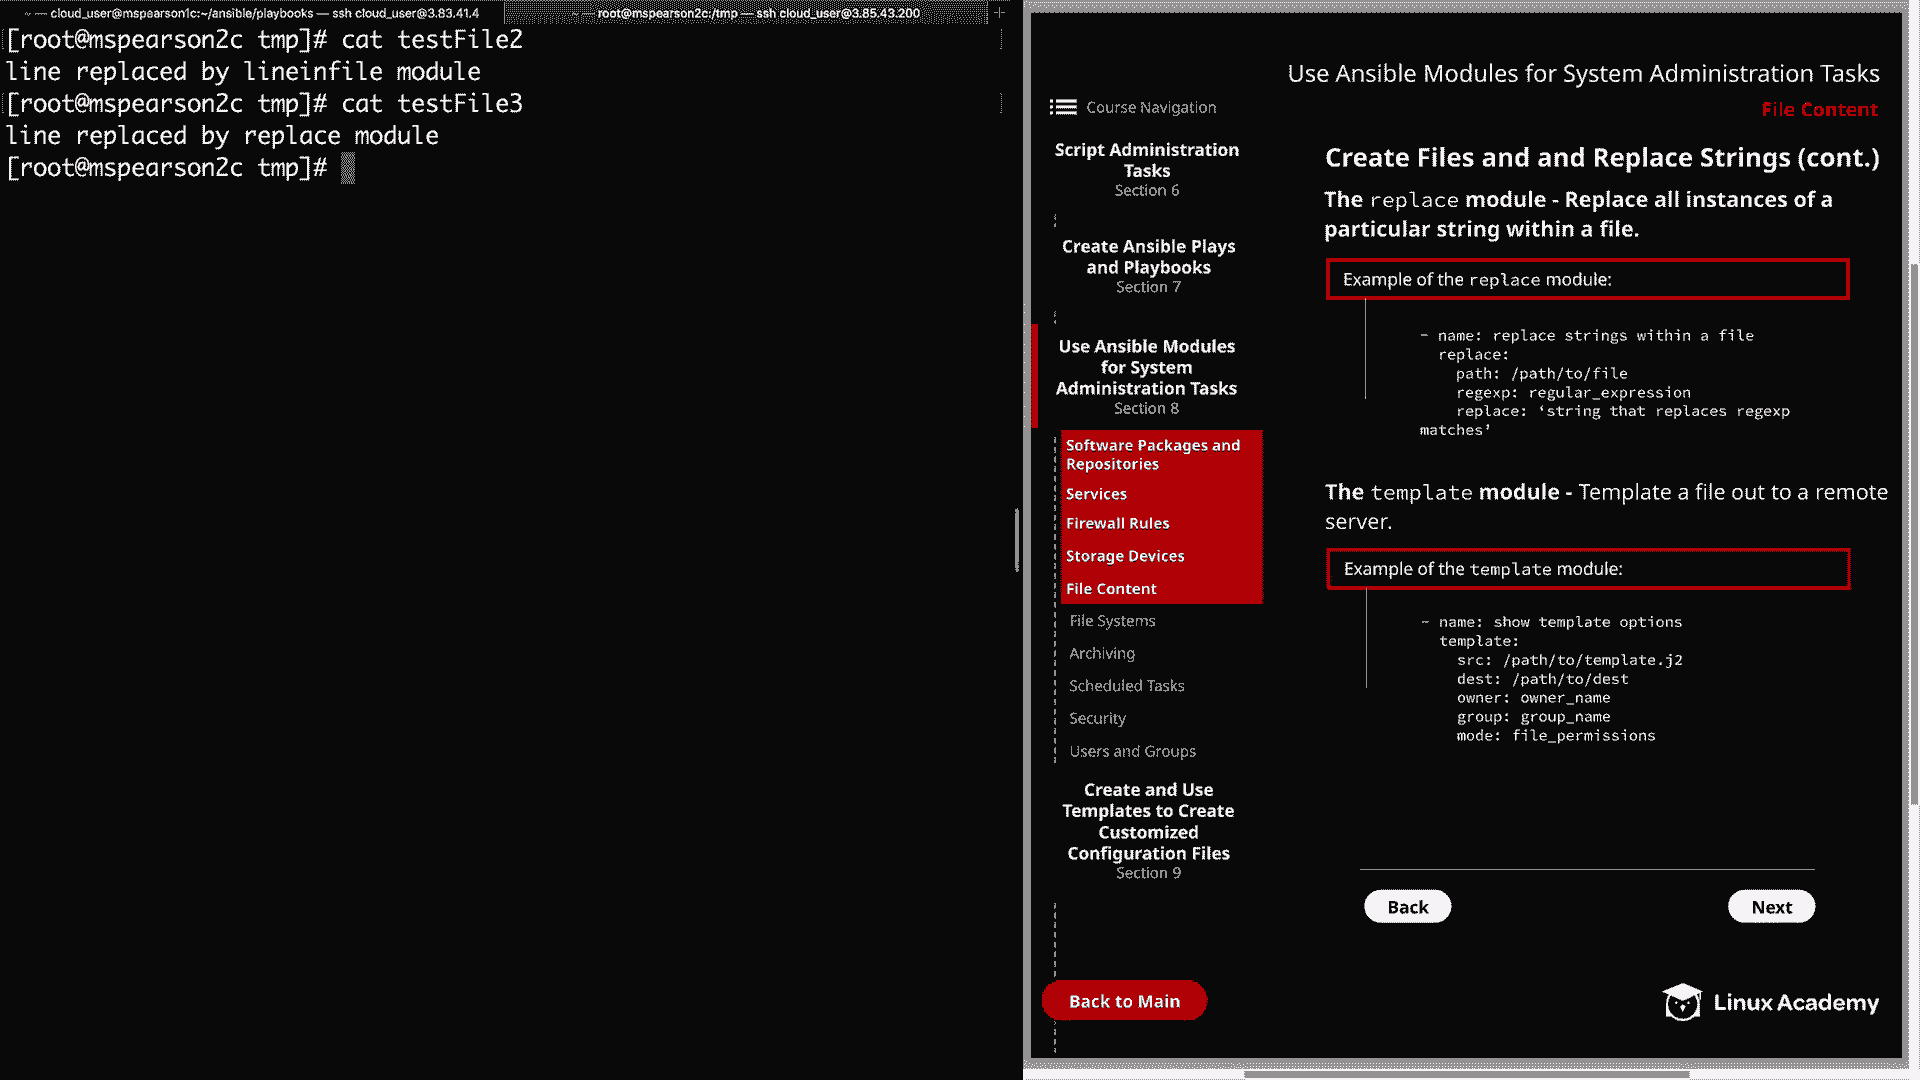 ~ — cloud_user@mspearson1c:~/ansible/playbooks — ssh cloud_user@3.83.41.4
~ — root@mspearson2c:/tmp — ssh cloud_user@3.85.43.200
+
[root@mspearson2c tmp]# cat testFile2
line replaced by lineinfile module
[root@mspearson2c tmp]# cat testFile3
line replaced by replace module
[root@mspearson2c tmp]#
Use Ansible Modules for System Administration Tasks
File Content
Course Navigation
Script Administration
Tasks
Section 6
Create Ansible Plays
and Playbooks
Section 7
Use Ansible Modules
for System
Administration Tasks
Section 8
Software Packages and
Repositories
Services
Firewall Rules
Storage Devices
File Content
File Systems
Archiving
Scheduled Tasks
Security
Users and Groups
Create and Use
Templates to Create
Customized
Configuration Files
Section 9
Back to Main
Create Files and and Replace Strings (cont.)
The replace module - Replace all instances of a
particular string within a file.
Example of the replace module:
- name: replace strings within a file
replace:
path: /path/to/file
regexp: regular_expression
replace: ‘string that replaces regexp
matches’
The template module - Template a file out to a remote
server.
Example of the template module:
- name: show template options
template:
src: /path/to/template.j2
dest: /path/to/dest
owner: owner_name
group: group_name
mode: file_permissions
Back
Next
Linux Academy